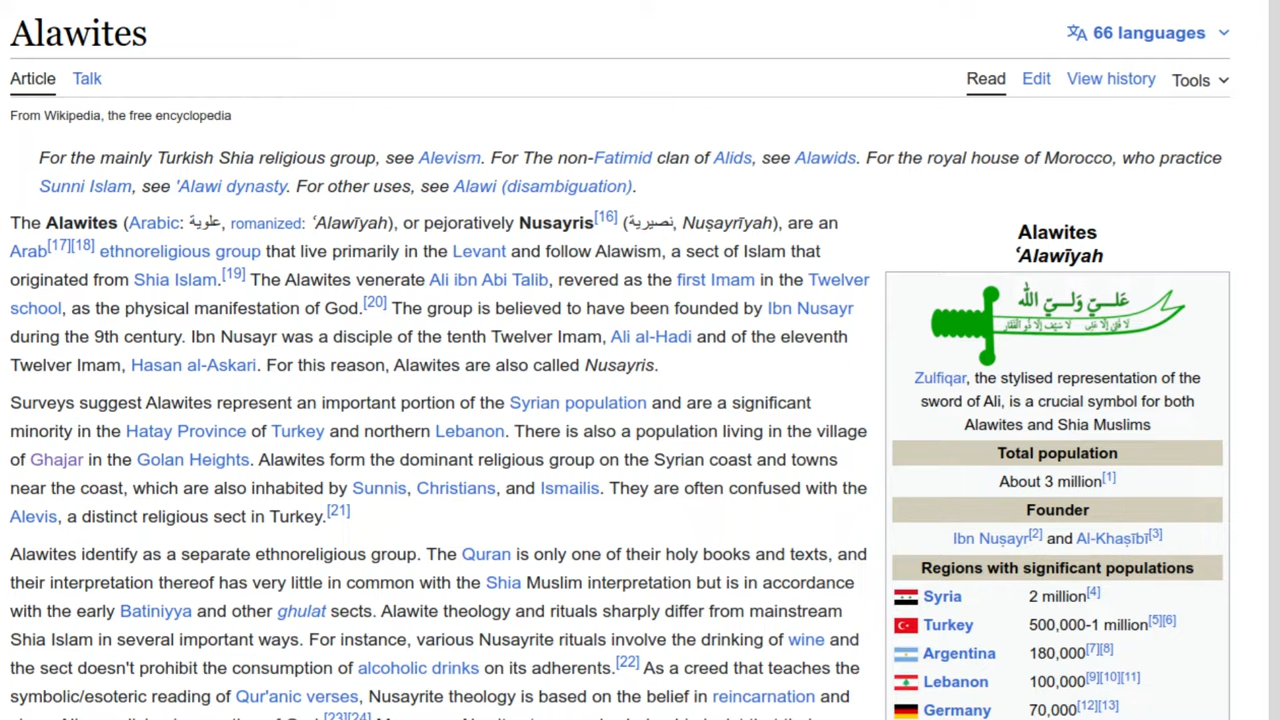 Alawites
66 languages
Article Talk
Read Edit View history Tools
From Wikipedia, the free encyclopedia
For the mainly Turkish Shia religious group, see Alevism. For The non-Fatimid clan of Alids, see Alawids. For the royal house of Morocco, who practice
Sunni Islam, see 'Alawi dynasty. For other uses, see Alawi (disambiguation).
The Alawites (Arabic: علوية, romanized: ʻAlawīyah), or pejoratively Nusayris[16] (نصيرية, Nuṣayrīyah), are an
Arab[17][18] ethnoreligious group that live primarily in the Levant and follow Alawism, a sect of Islam that
originated from Shia Islam.[19] The Alawites venerate Ali ibn Abi Talib, revered as the first Imam in the Twelver
school, as the physical manifestation of God.[20] The group is believed to have been founded by Ibn Nusayr
during the 9th century. Ibn Nusayr was a disciple of the tenth Twelver Imam, Ali al-Hadi and of the eleventh
Twelver Imam, Hasan al-Askari. For this reason, Alawites are also called Nusayris.
Surveys suggest Alawites represent an important portion of the Syrian population and are a significant
minority in the Hatay Province of Turkey and northern Lebanon. There is also a population living in the village
of Ghajar in the Golan Heights. Alawites form the dominant religious group on the Syrian coast and towns
near the coast, which are also inhabited by Sunnis, Christians, and Ismailis. They are often confused with the
Alevis, a distinct religious sect in Turkey.[21]
Alawites identify as a separate ethnoreligious group. The Quran is only one of their holy books and texts, and
their interpretation thereof has very little in common with the Shia Muslim interpretation but is in accordance
with the early Batiniyya and other ghulat sects. Alawite theology and rituals sharply differ from mainstream
Shia Islam in several important ways. For instance, various Nusayrite rituals involve the drinking of wine and
the sect doesn't prohibit the consumption of alcoholic drinks on its adherents.[22] As a creed that teaches the
symbolic/esoteric reading of Qur'anic verses, Nusayrite theology is based on the belief in reincarnation and
Alawites
ʻAlawīyah
عَلِيّ وَلِيّ الله
Zulfiqar, the stylised representation of the
sword of Ali, is a crucial symbol for both
Alawites and Shia Muslims
Total population
About 3 million[1]
Founder
Ibn Nuṣayr[2] and Al-Khaṣībī[3]
Regions with significant populations
Syria 2 million[4]
Turkey 500,000-1 million[5][6]
Argentina 180,000[7][8]
Lebanon 100,000[9][10][11]
Germany 70,000[12][13]